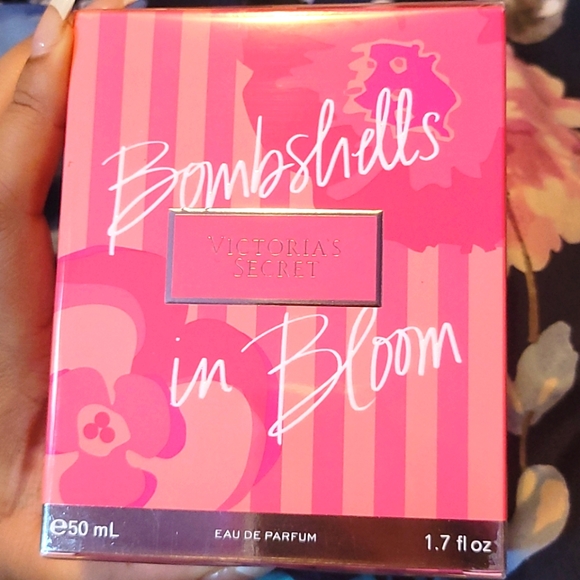 Bombshells
VICTORIA'S
SECRET
in Bloom
℮50 mL
EAU DE PARFUM
1.7 fl oz